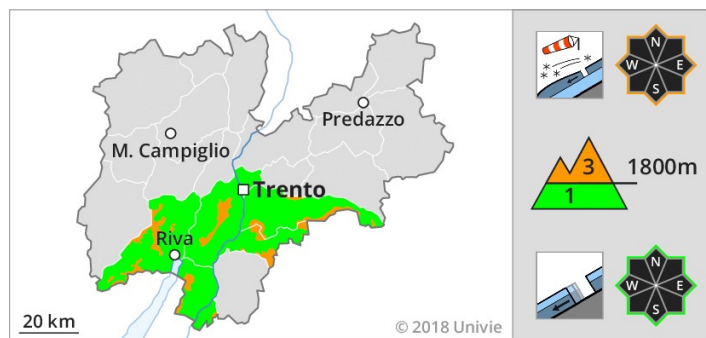 M. Campiglio
Predazzo
Trento
Riva
20 km
© 2018 Univie
N
W E
S
3
1800m
1
N
W E
S